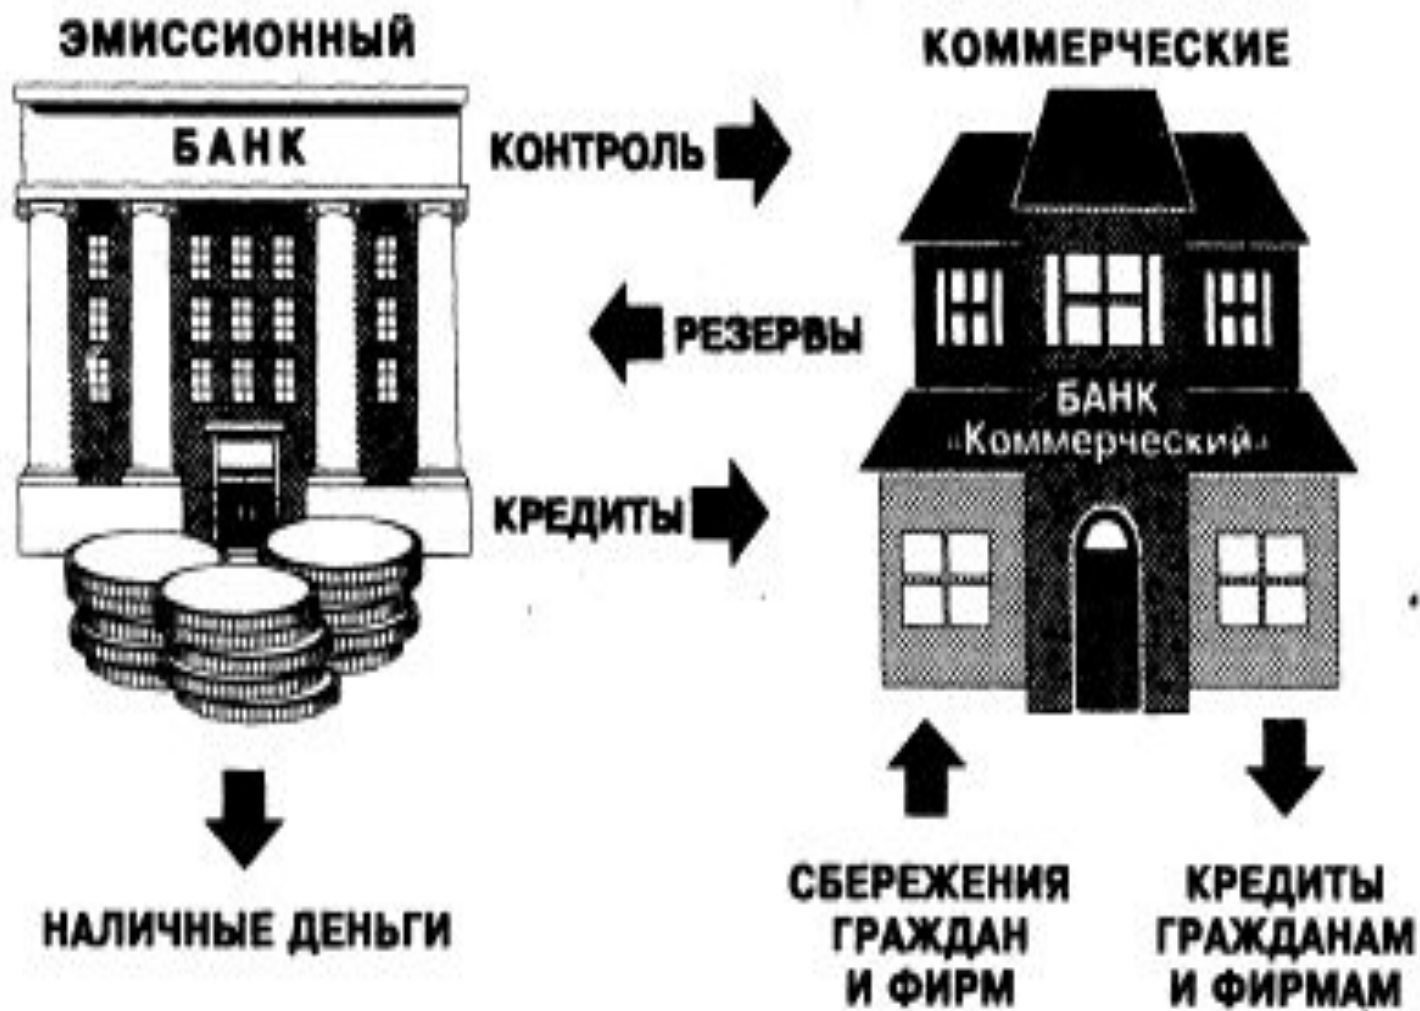 ЭМИССИОННЫЙ
БАНК
КОММЕРЧЕСКИЕ
КОНТРОЛЬ
РЕЗЕРВЫ
КРЕДИТЫ
БАНК
«Коммерческий»
НАЛИЧНЫЕ ДЕНЬГИ
СБЕРЕЖЕНИЯ
ГРАЖДАН
И ФИРМ
КРЕДИТЫ
ГРАЖДАНАМ
И ФИРМАМ